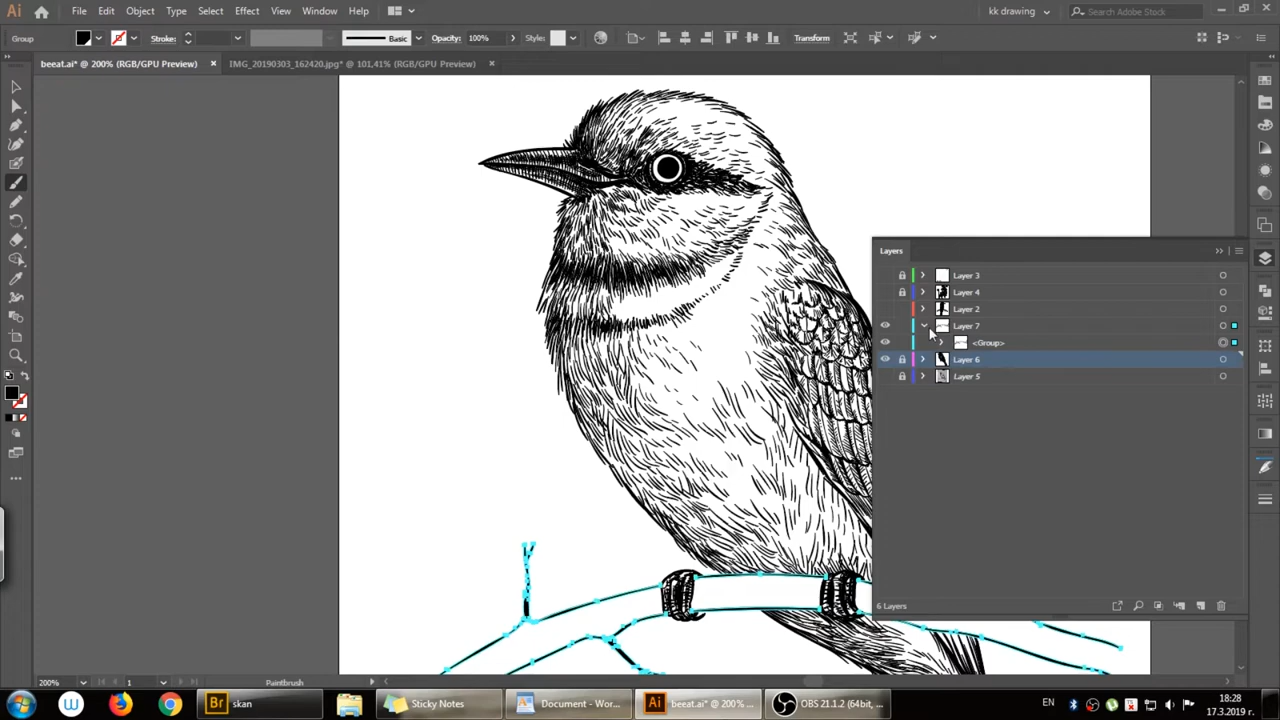 Ai File Edit Object Type Select Effect View Window Help kk drawing Search Adobe Stock
Group Stroke: Basic Opacity: 100% Style: Transform
beeat.ai* @ 200% (RGB/GPU Preview) × IMG_20190303_162420.jpg* @ 101,41% (RGB/GPU Preview) ×
Layers
Layer 3
Layer 4
Layer 2
Layer 7
<Group>
Layer 6
Layer 5
6 Layers
200% 1 Paintbrush
W Br skan Sticky Notes Document - Wor... Ai beeat.ai* @ 200% ... OBS 21.1.2 (64bit, ... EN 18:28
17.3.2019 г.